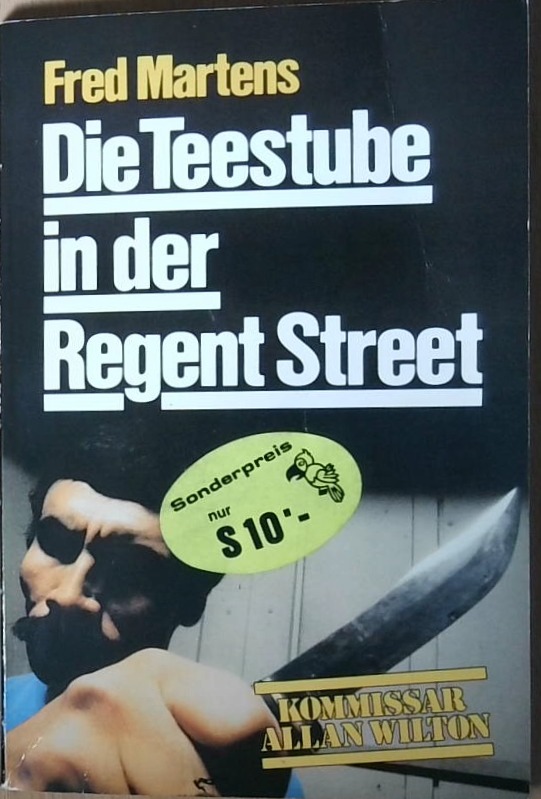 Fred Martens
Die Teestube
in der
Regent Street
Sonderpreis
nur
S 10'-
KOMMISSAR
ALLAN WILTON